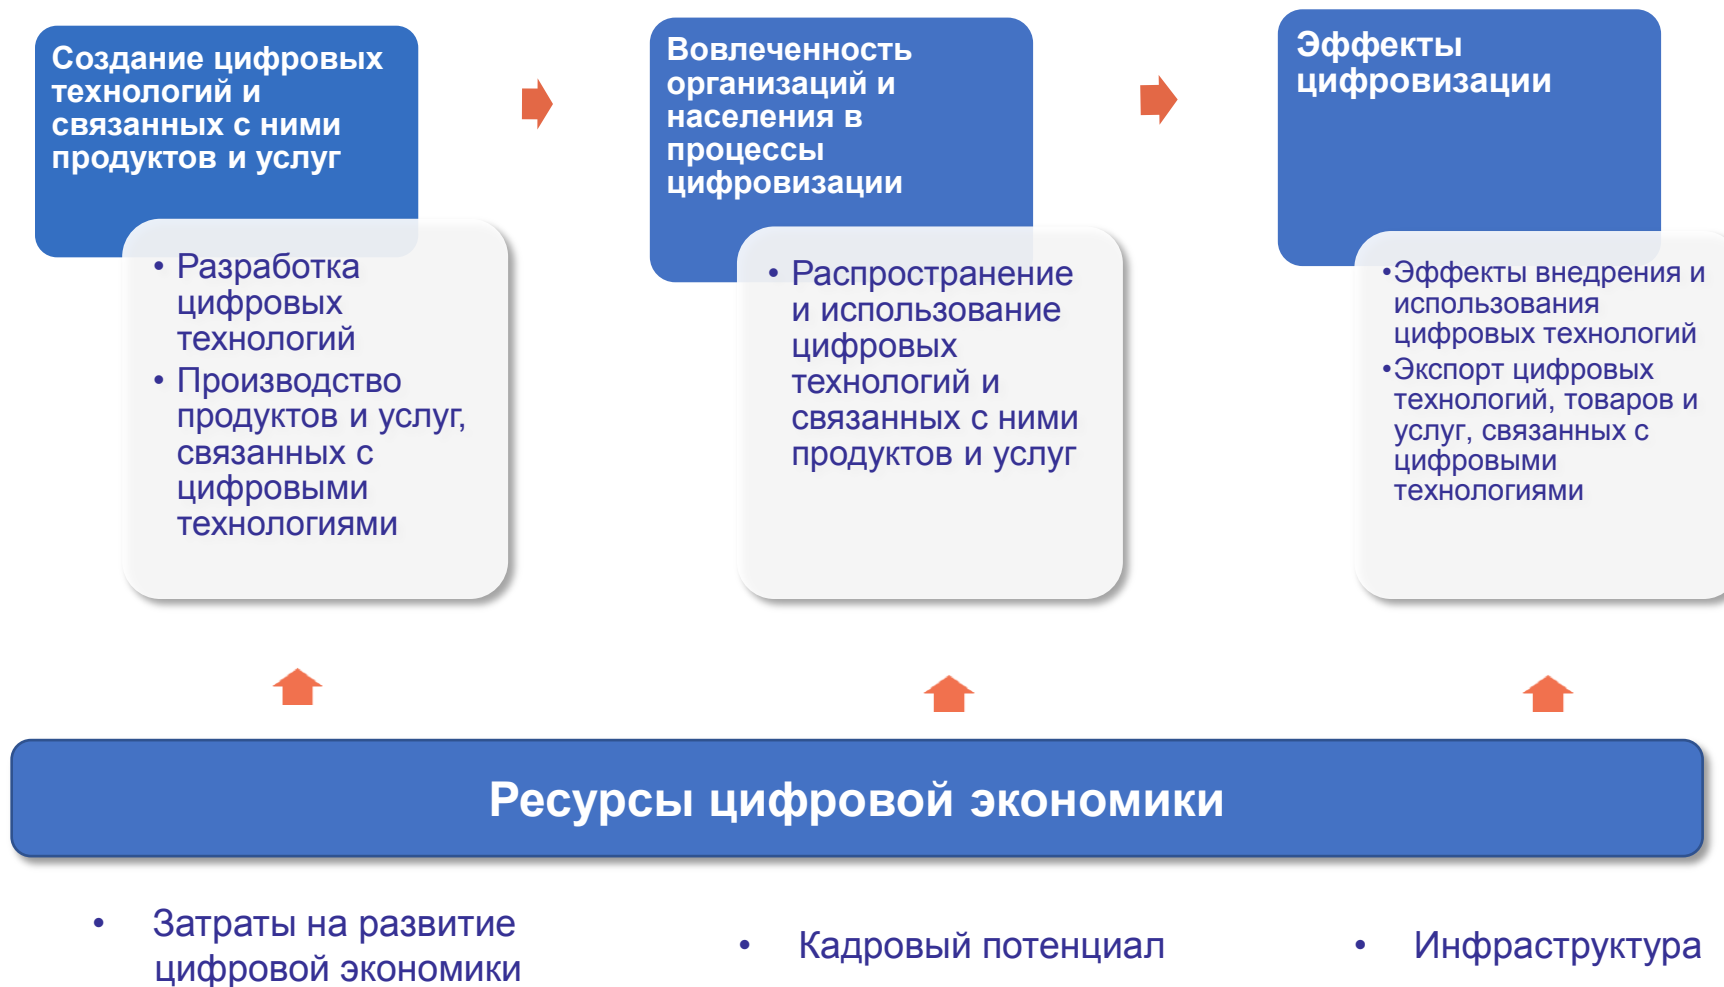 Создание цифровых
технологий и
связанных с ними
продуктов и услуг
• Разработка
цифровых
технологий
• Производство
продуктов и услуг,
связанных с
цифровыми
технологиями
Вовлеченность
организаций и
населения в
процессы
цифровизации
• Распространение
и использование
цифровых
технологий и
связанных с ними
продуктов и услуг
Эффекты
цифровизации
•Эффекты внедрения и
использования
цифровых технологий
•Экспорт цифровых
технологий, товаров и
услуг, связанных с
цифровыми
технологиями
Ресурсы цифровой экономики
• Затраты на развитие
цифровой экономики
• Кадровый потенциал
• Инфраструктура